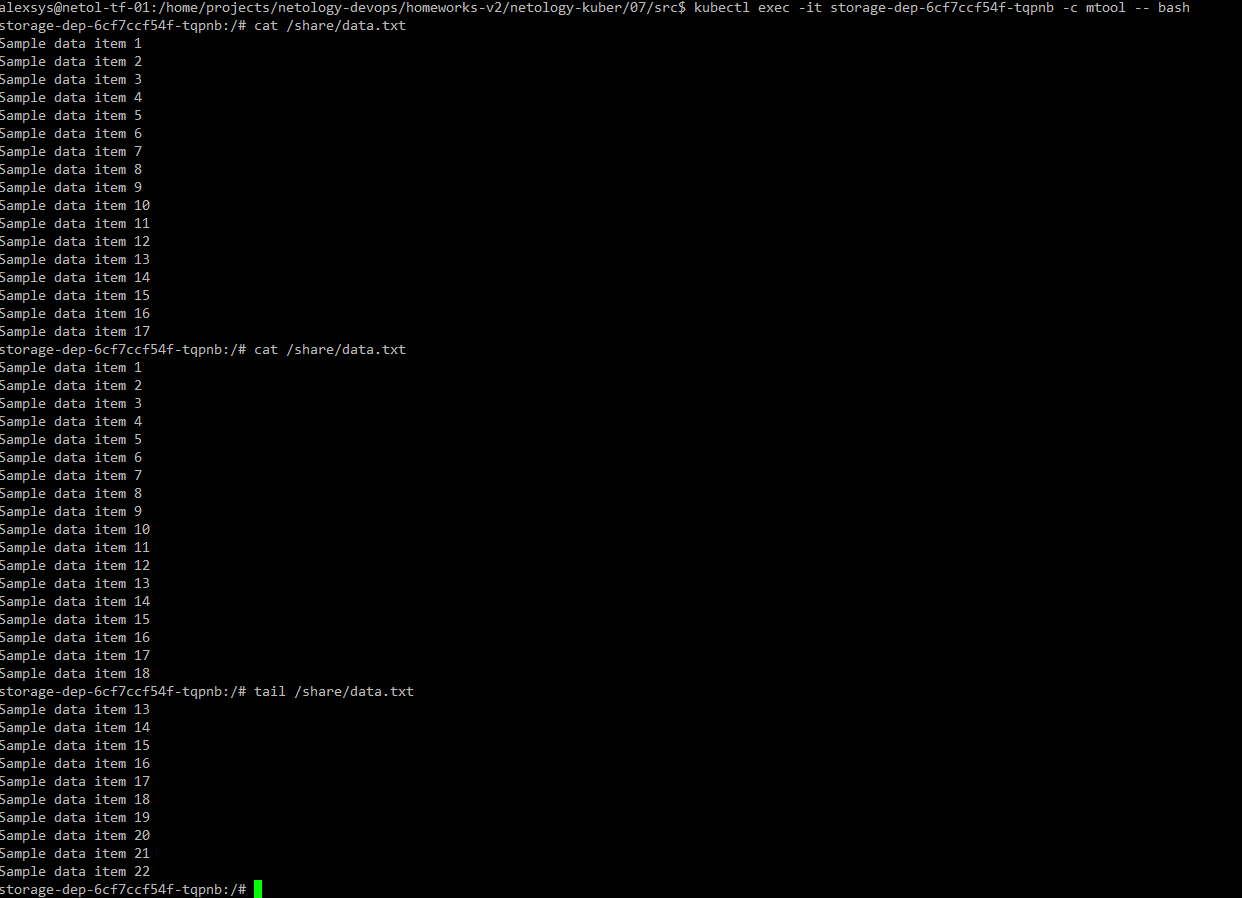 alexsys@netol-tf-01:/home/projects/netology-devops/homeworks-v2/netology-kuber/07/src$ kubectl exec -it storage-dep-6cf7ccf54f-tqpnb -c mtool -- bash
storage-dep-6cf7ccf54f-tqpnb:/# cat /share/data.txt
Sample data item 1
Sample data item 2
Sample data item 3
Sample data item 4
Sample data item 5
Sample data item 6
Sample data item 7
Sample data item 8
Sample data item 9
Sample data item 10
Sample data item 11
Sample data item 12
Sample data item 13
Sample data item 14
Sample data item 15
Sample data item 16
Sample data item 17
storage-dep-6cf7ccf54f-tqpnb:/# cat /share/data.txt
Sample data item 1
Sample data item 2
Sample data item 3
Sample data item 4
Sample data item 5
Sample data item 6
Sample data item 7
Sample data item 8
Sample data item 9
Sample data item 10
Sample data item 11
Sample data item 12
Sample data item 13
Sample data item 14
Sample data item 15
Sample data item 16
Sample data item 17
Sample data item 18
storage-dep-6cf7ccf54f-tqpnb:/# tail /share/data.txt
Sample data item 13
Sample data item 14
Sample data item 15
Sample data item 16
Sample data item 17
Sample data item 18
Sample data item 19
Sample data item 20
Sample data item 21
Sample data item 22
storage-dep-6cf7ccf54f-tqpnb:/#